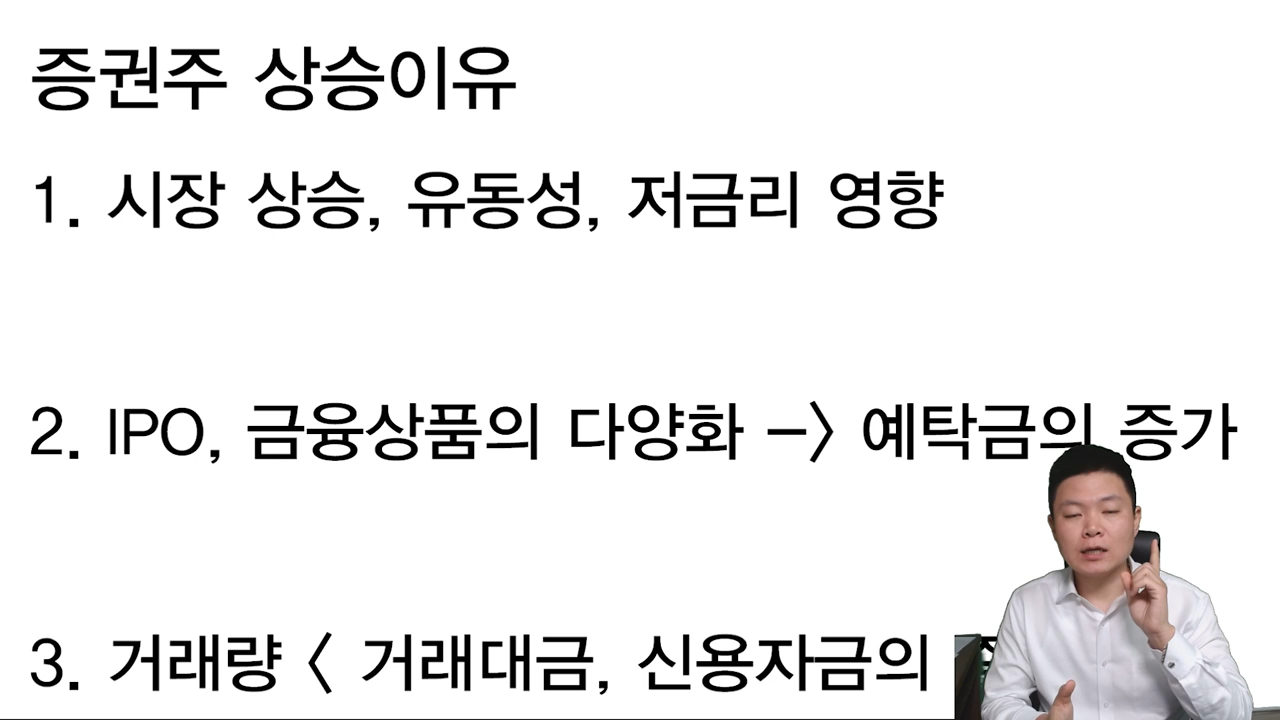 증권주 상승이유
1. 시장 상승, 유동성, 저금리 영향
2. IPO, 금융상품의 다양화 -> 예탁금의 증가
3. 거래량 < 거래대금, 신용자금의